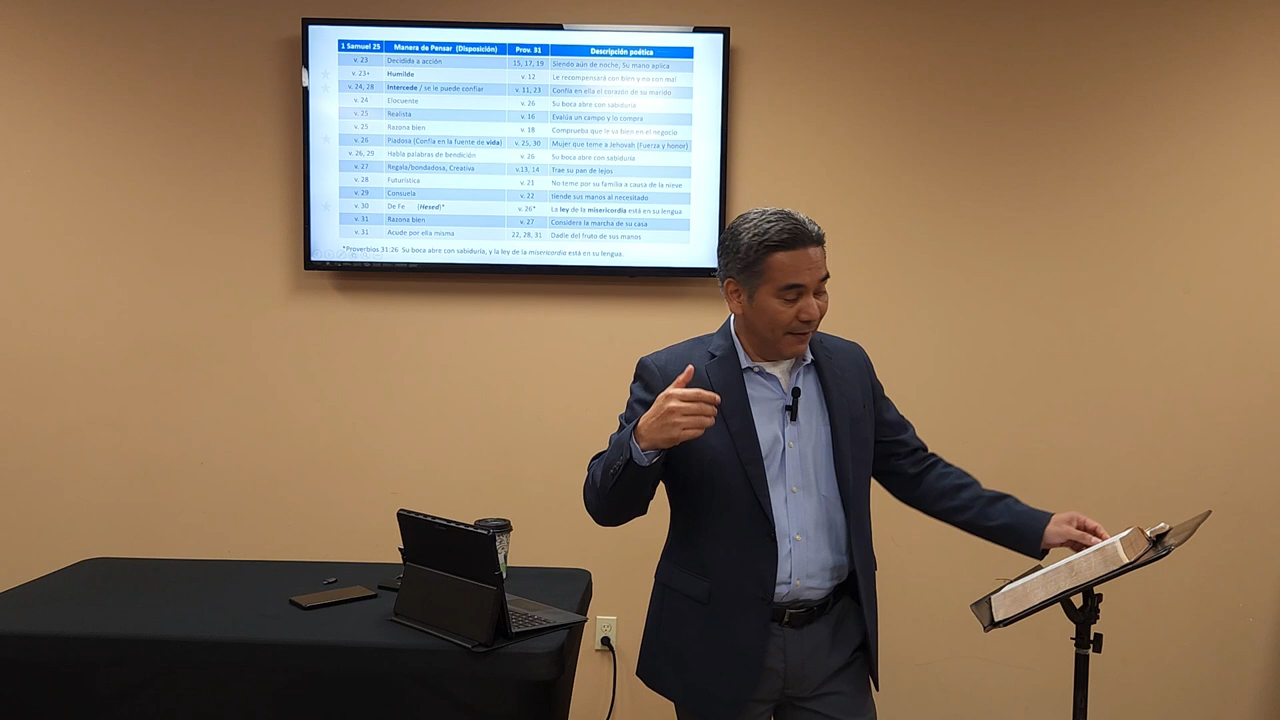 1 Samuel 25 Manera de Pensar (Disposición) Prov. 31 Descripción poética
v. 23 Decidida a acción 15, 17, 19 Siendo aún de noche, Su mano aplica
v. 23+ Humilde v. 12 Le recompensará con bien y no con mal
v. 24, 28 Intercede / se le puede confiar v. 11, 23 Confía en ella el corazón de su marido
v. 24 Elocuente v. 26 Su boca abre con sabiduría
v. 25 Realista v. 16 Evalúa un campo y lo compra
v. 25 Razona bien v. 18 Comprueba que le va bien en el negocio
v. 26 Piadosa (Confía en la fuente de vida) v. 25, 30 Mujer que teme a Jehovah (Fuerza y honor)
v. 26, 29 Habla palabras de bendición v. 26 Su boca abre con sabiduría
v. 27 Regala/bondadosa, Creativa v.13, 14 Trae su pan de lejos
v. 28 Futurística v. 21 No teme por su familia a causa de la nieve
v. 29 Consuela v. 22 tiende sus manos al necesitado
v. 30 De Fe (Hesed)* v. 26* La ley de la misericordia está en su lengua
v. 31 Razona bien v. 27 Considera la marcha de su casa
v. 31 Acude por ella misma 22, 28, 31 Dadle del fruto de sus manos
*Proverbios 31:26 Su boca abre con sabiduría, y la ley de la misericordia está en su lengua.